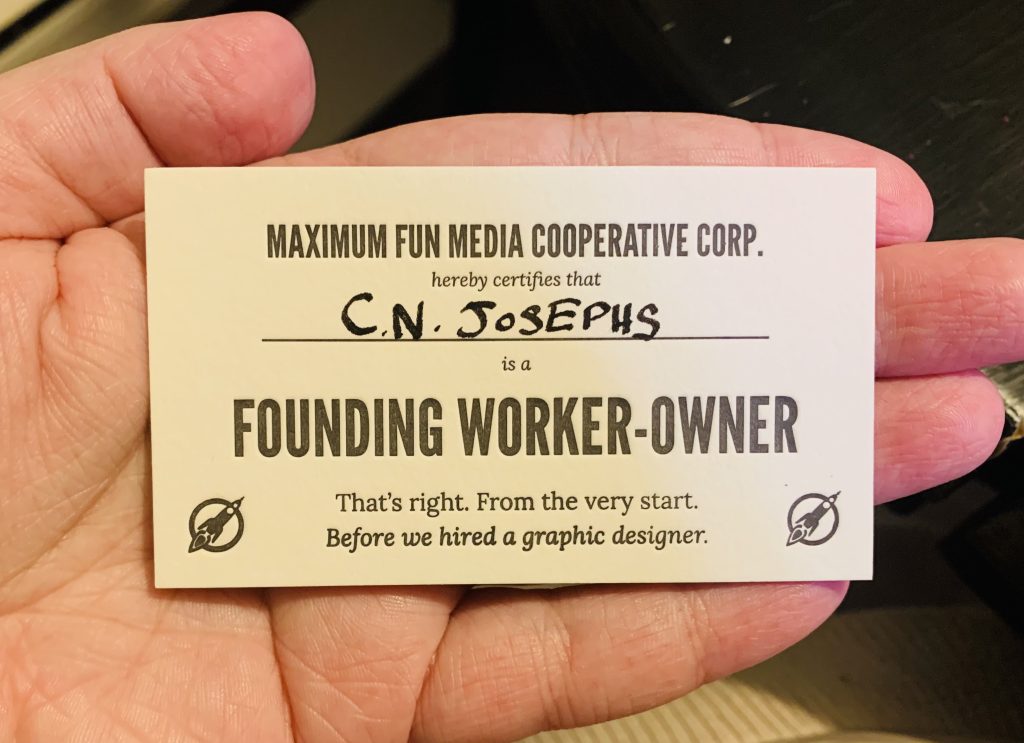 MAXIMUM FUN MEDIA COOPERATIVE CORP.
hereby certifies that
C.N. JOSEPHS
is a
FOUNDING WORKER-OWNER
That's right. From the very start.
Before we hired a graphic designer.